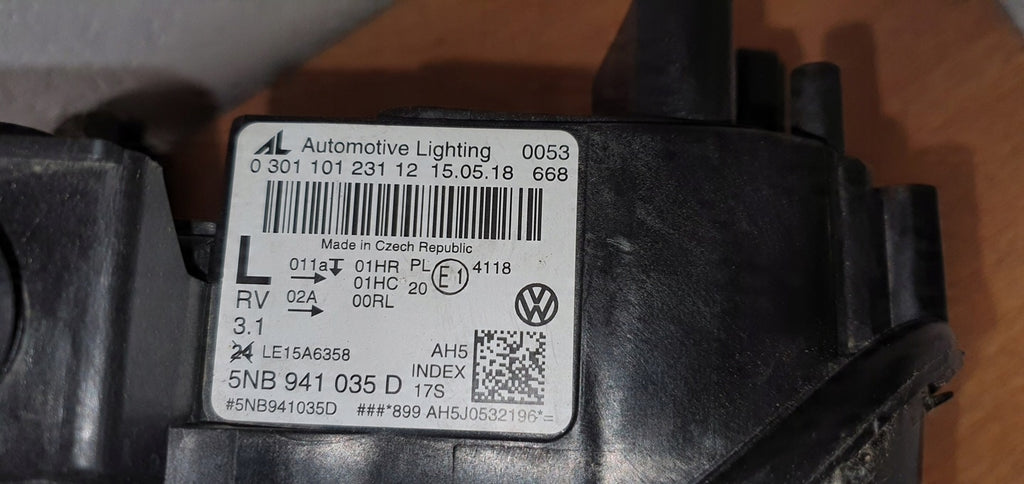 AL Automotive Lighting 0053
0 301 101 231 12 15.05.18 668
Made in Czech Republic
L 011a 01HR PL E1 4118
01HC 20
RV 02A 00RL
3.1
24 LE15A6358 AH5
5NB 941 035 D INDEX
17S
#5NB941035D ###*899 AH5J0532196*=